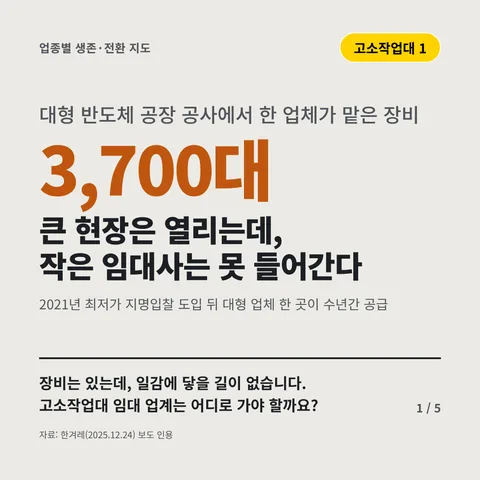 업종별 생존·전환 지도
고소작업대 1
대형 반도체 공장 공사에서 한 업체가 맡은 장비
3,700대
큰 현장은 열리는데,
작은 임대사는 못 들어간다
2021년 최저가 지명입찰 도입 뒤 대형 업체 한 곳이 수년간 공급
장비는 있는데, 일감에 닿을 길이 없습니다.
고소작업대 임대 업계는 어디로 가야 할까요?
1 / 5
자료: 한겨레(2025.12.24) 보도 인용